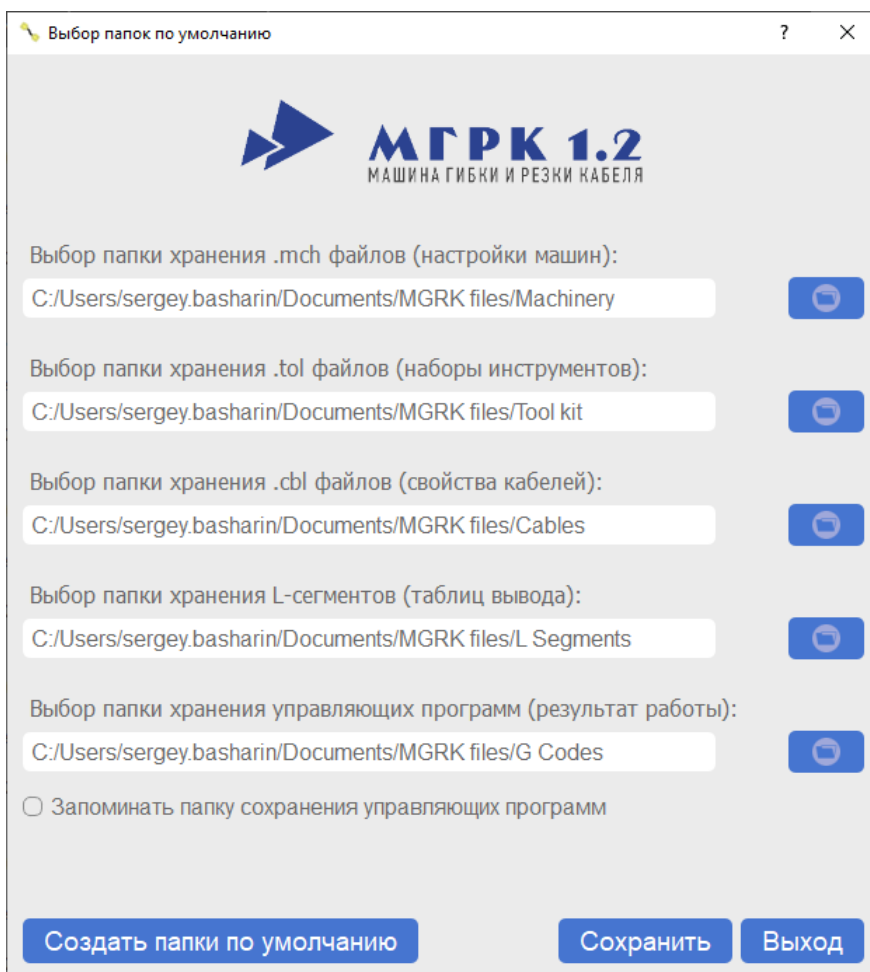 Выбор папок по умолчанию
?
МГРК 1.2
МАШИНА ГИБКИ И РЕЗКИ КАБЕЛЯ
Выбор папки хранения .mch файлов (настройки машин):
C:/Users/sergey.basharin/Documents/MGRK files/Machinery
Выбор папки хранения .tol файлов (наборы инструментов):
C:/Users/sergey.basharin/Documents/MGRK files/Tool kit
Выбор папки хранения .cbl файлов (свойства кабелей):
C:/Users/sergey.basharin/Documents/MGRK files/Cables
Выбор папки хранения L-сегментов (таблиц вывода):
C:/Users/sergey.basharin/Documents/MGRK files/L Segments
Выбор папки хранения управляющих программ (результат работы):
C:/Users/sergey.basharin/Documents/MGRK files/G Codes
Запоминать папку сохранения управляющих программ
Создать папки по умолчанию Сохранить Выход